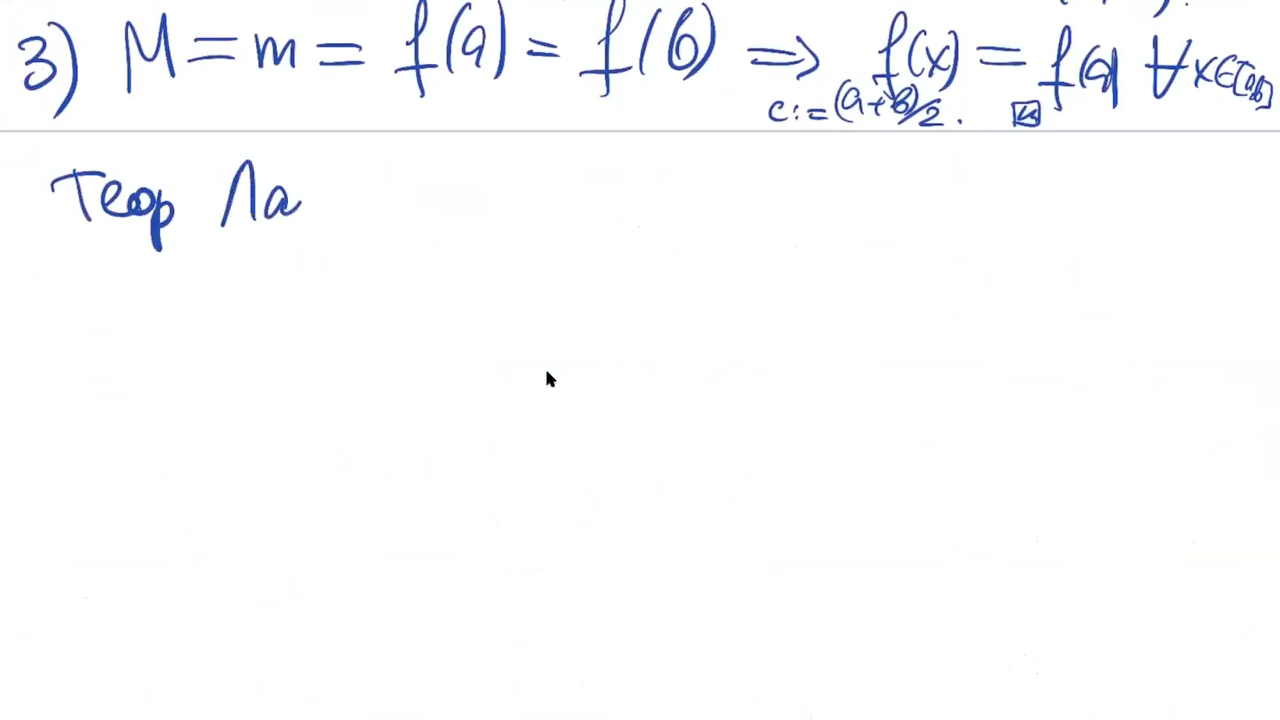 3) M = m = f(a) = f(b) => f(x) = f(a) ∀x∈[a,b]
c:=(a+b)/2.
Теор Ла